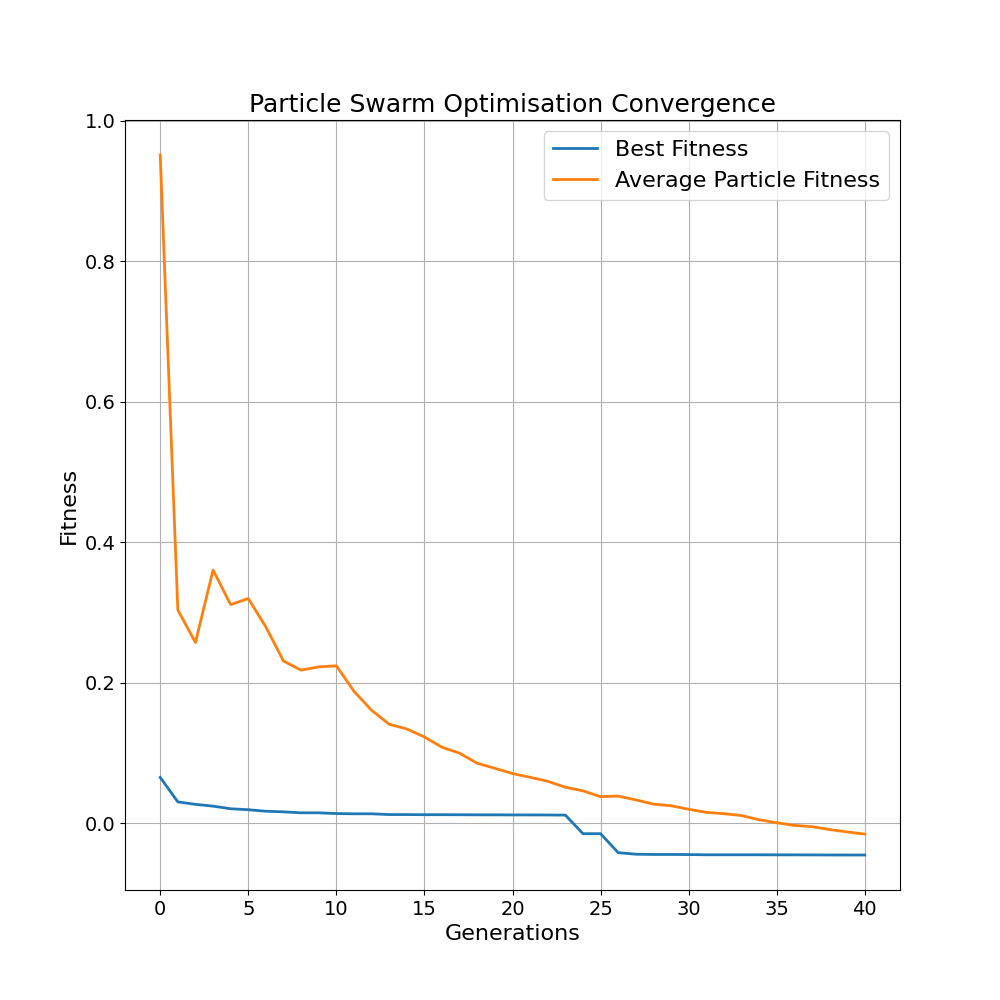 Particle Swarm Optimisation Convergence
1.0
0.8
0.6
0.4
0.2
0.0
Fitness
Best Fitness
Average Particle Fitness
0 5 10 15 20 25 30 35 40
Generations